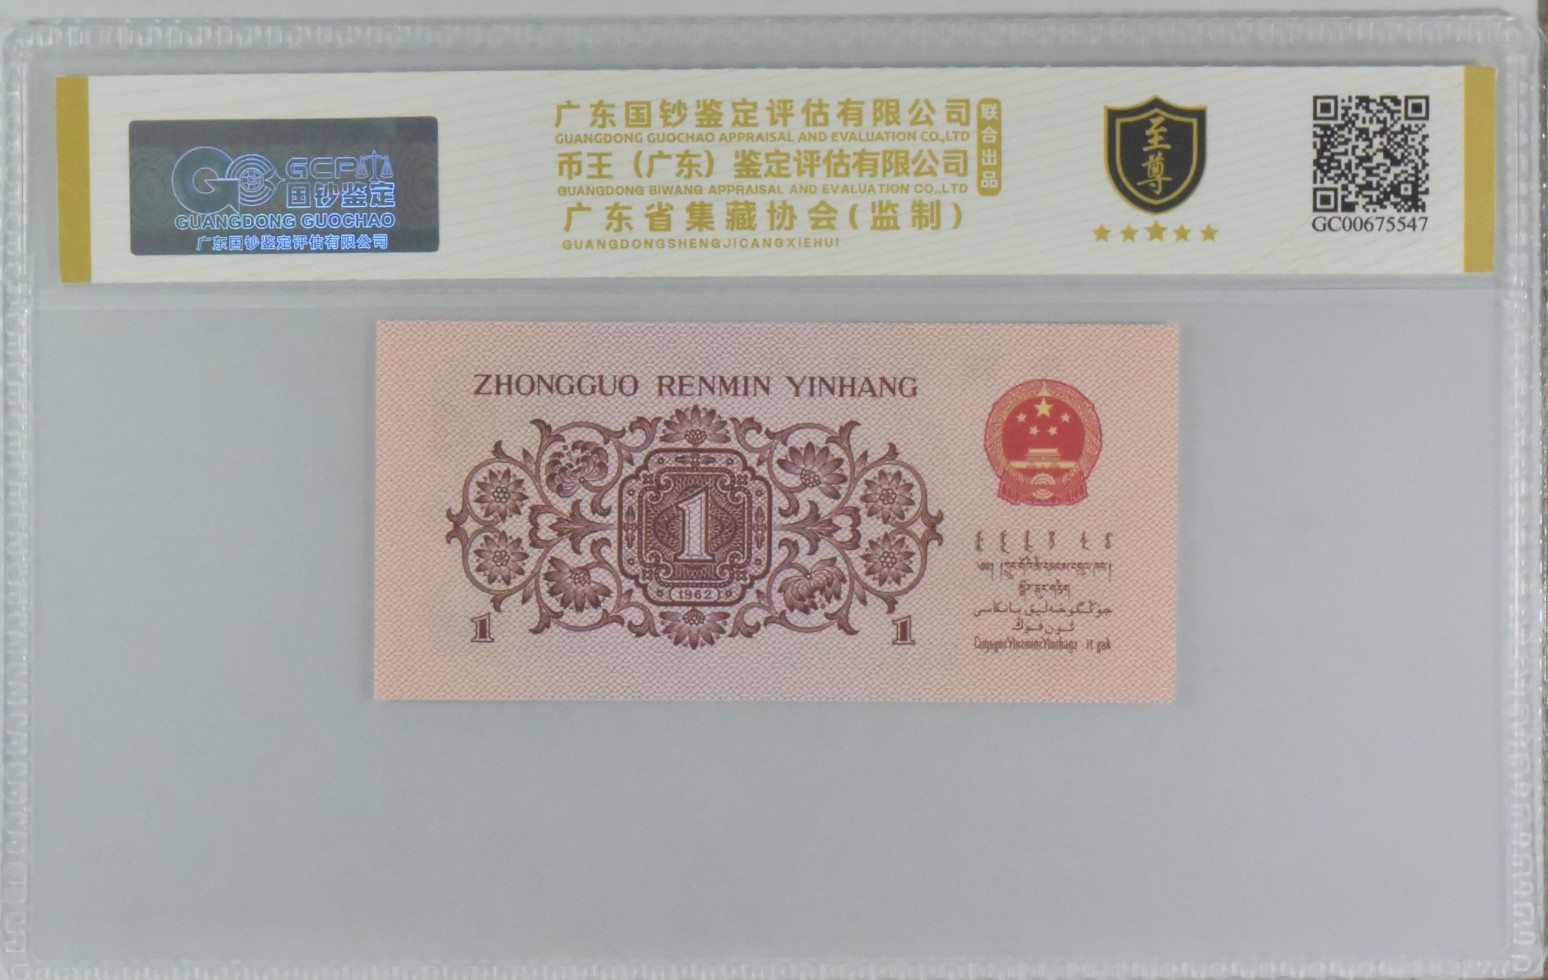 GCP
国钞鉴定
GUANGDONG GUOCHAO
广东国钞鉴定评估有限公司
广东国钞鉴定评估有限公司
GUANGDONG GUOCHAO APPRAISAL AND EVALUATION CO.,LTD
币王（广东）鉴定评估有限公司
GUANGDONG BIWANG APPRAISAL AND EVALUATION CO.,LTD
广东省集藏协会(监制)
GUANGDONGSHENGJICANGXIEHUI
联合出品
至尊
GC00675547
ZHONGGUO RENMIN YINHANG
1
(1962)
1
1
جۇڭگو خەلق بانكىسى